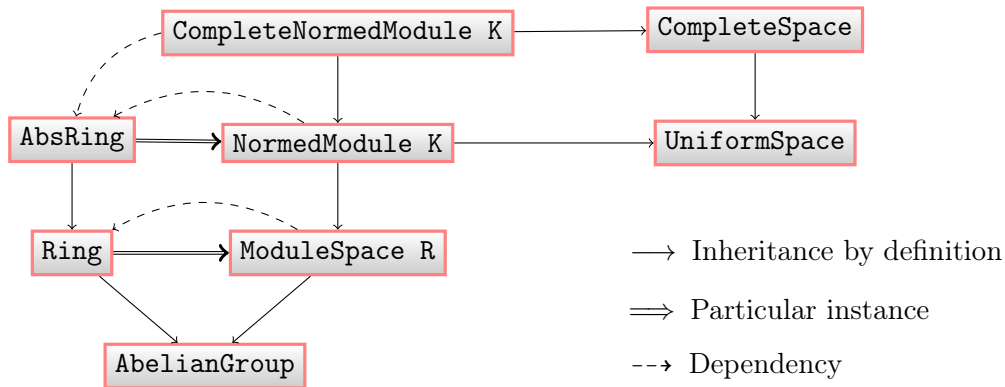 CompleteNormedModule K
CompleteSpace
AbsRing
NormedModule K
UniformSpace
Ring
ModuleSpace R
Inheritance by definition
Particular instance
AbelianGroup
Dependency